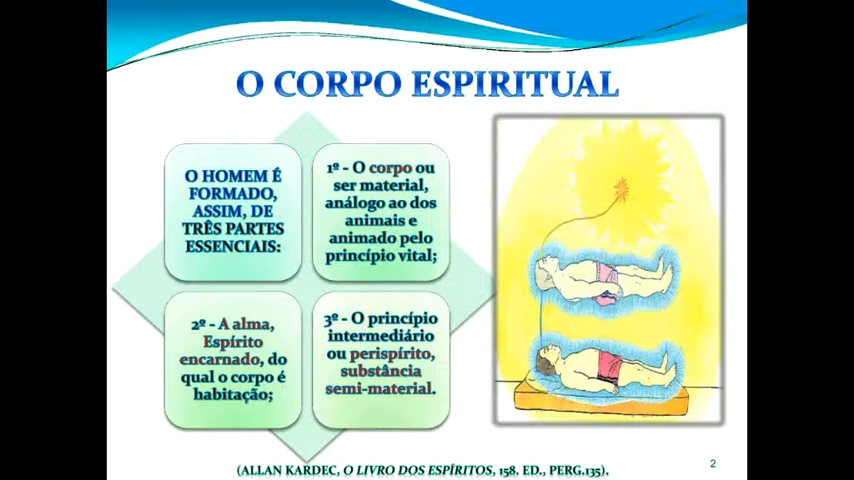 O CORPO ESPIRITUAL
O HOMEM É
FORMADO,
ASSIM, DE
TRÊS PARTES
ESSENCIAIS:
1º - O corpo ou
ser material,
análogo ao dos
animais e
animado pelo
princípio vital;
2º - A alma,
Espírito
encarnado, do
qual o corpo é
habitação;
3º - O princípio
intermediário
ou perispírito,
substância
semi-material.
(ALLAN KARDEC, O LIVRO DOS ESPÍRITOS, 158. ED., PERG.135).
2